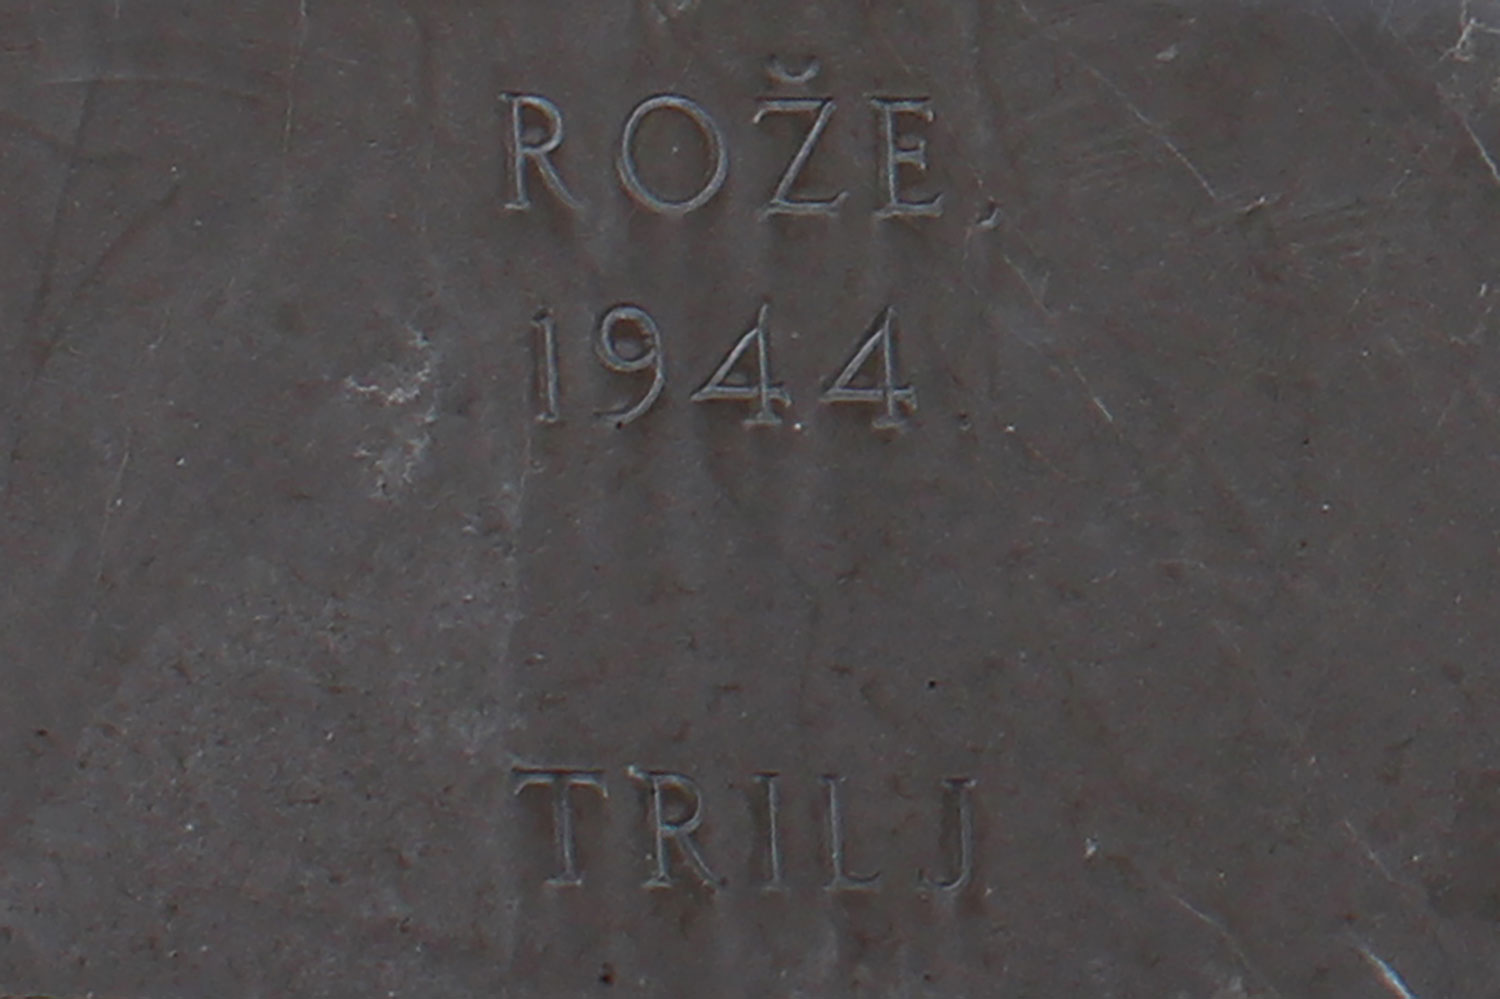 ROŽE,
1944.
TRILJ